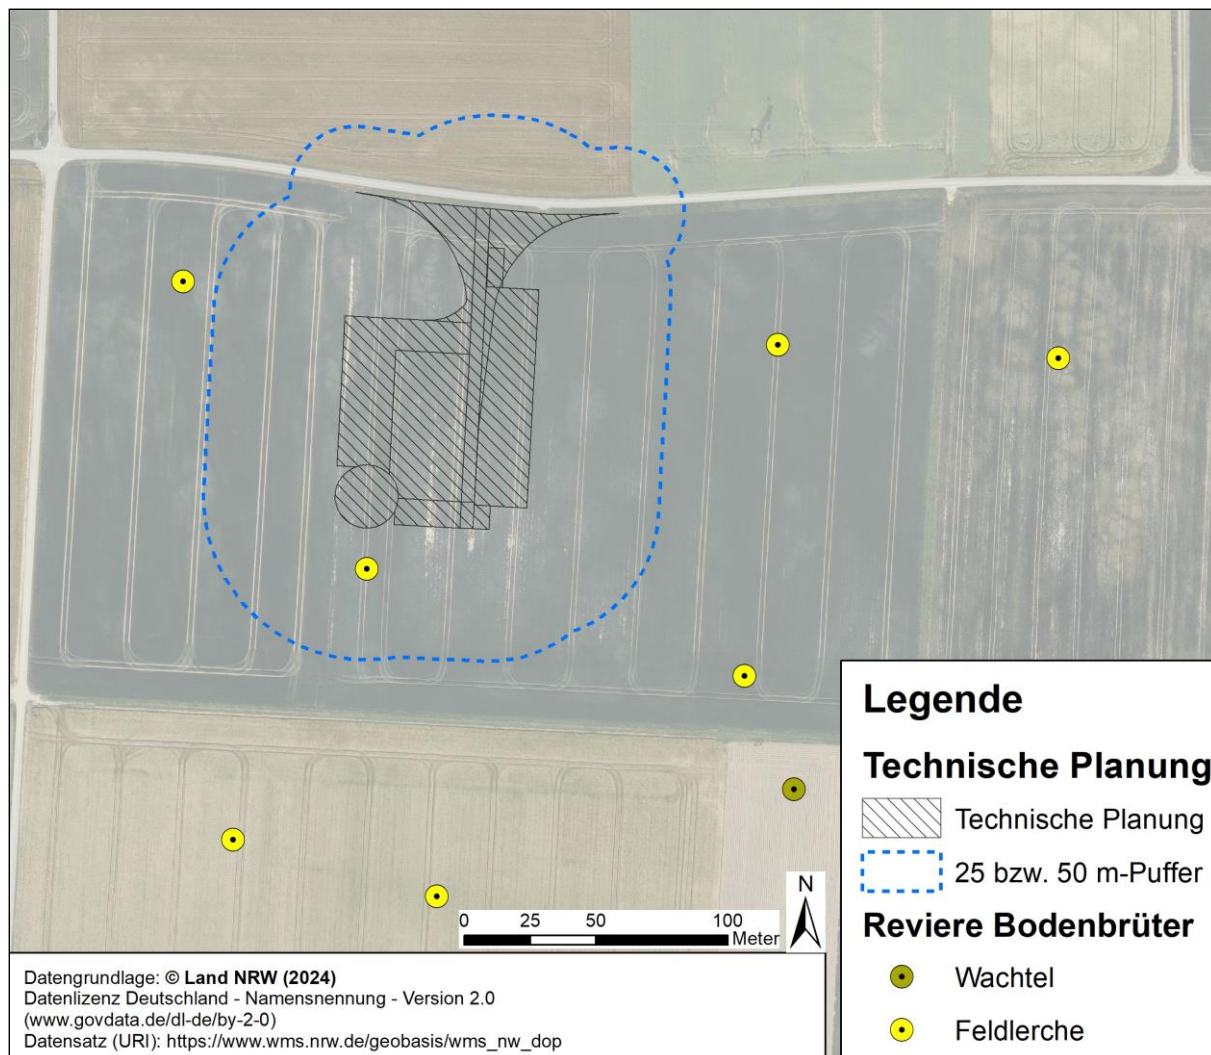 Legende
Technische Planung
Technische Planung
25 bzw. 50 m-Puffer
Reviere Bodenbrüter
Wachtel
Feldlerche
N
0 25 50 100
Meter
Datengrundlage: © Land NRW (2024)
Datenlizenz Deutschland - Namensnennung - Version 2.0
(www.govdata.de/dl-de/by-2-0)
Datensatz (URI): https://www.wms.nrw.de/geobasis/wms_nw_dop